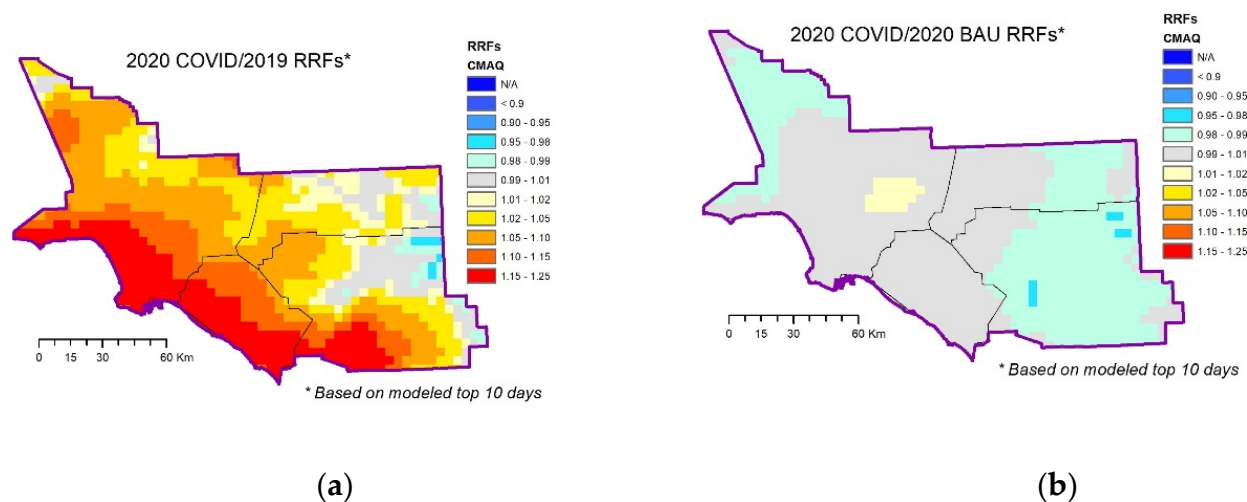 2020 COVID/2019 RRFs*
RRFs
CMAQ
N/A
< 0.9
0.90 - 0.95
0.95 - 0.98
0.98 - 0.99
0.99 - 1.01
1.01 - 1.02
1.02 - 1.05
1.05 - 1.10
1.10 - 1.15
1.15 - 1.25
0 15 30 60 Km
* Based on modeled top 10 days
(a)
2020 COVID/2020 BAU RRFs*
RRFs
CMAQ
N/A
< 0.9
0.90 - 0.95
0.95 - 0.98
0.98 - 0.99
0.99 - 1.01
1.01 - 1.02
1.02 - 1.05
1.05 - 1.10
1.10 - 1.15
1.15 - 1.25
0 15 30 60 Km
* Based on modeled top 10 days
(b)